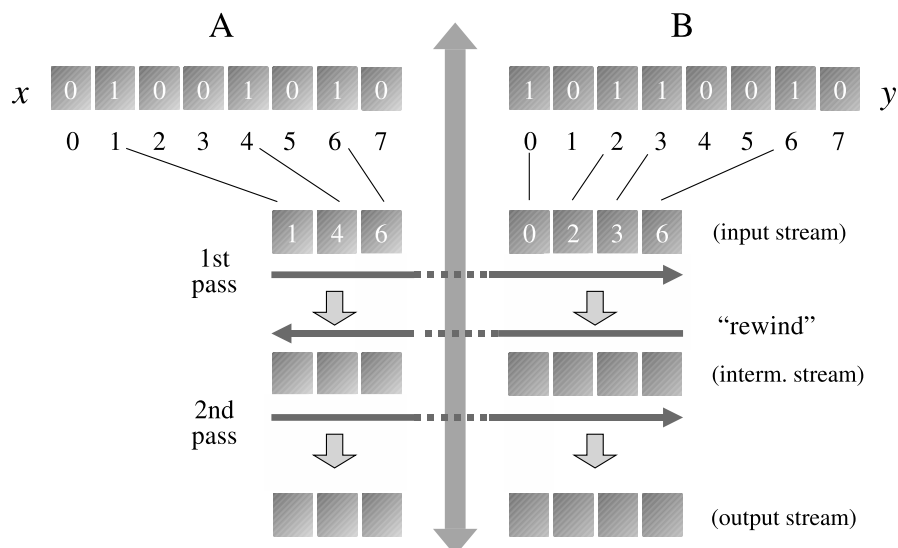 A B
x 0 1 0 0 1 0 1 0 1 0 1 1 0 0 1 0 y
0 1 2 3 4 5 6 7 0 1 2 3 4 5 6 7
1 4 6 0 2 3 6 (input stream)
1st
pass
“rewind”
(interm. stream)
2nd
pass
(output stream)